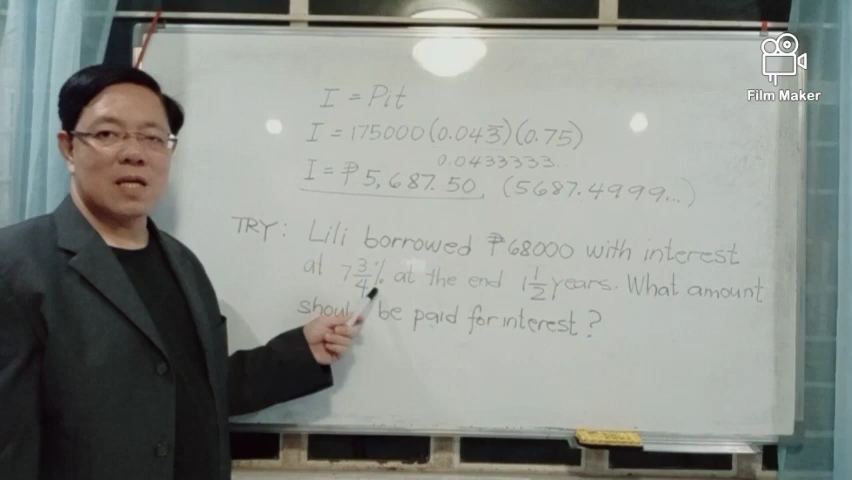 I = Pit
I = 175000 (0.043̅) (0.75)
0.0433333...
I = ₱ 5,687.50 (5687.4999...)
TRY: Lili borrowed ₱68000 with interest
at 7 3/4 % at the end 1 1/2 years. What amount
should be paid for interest?
Film Maker